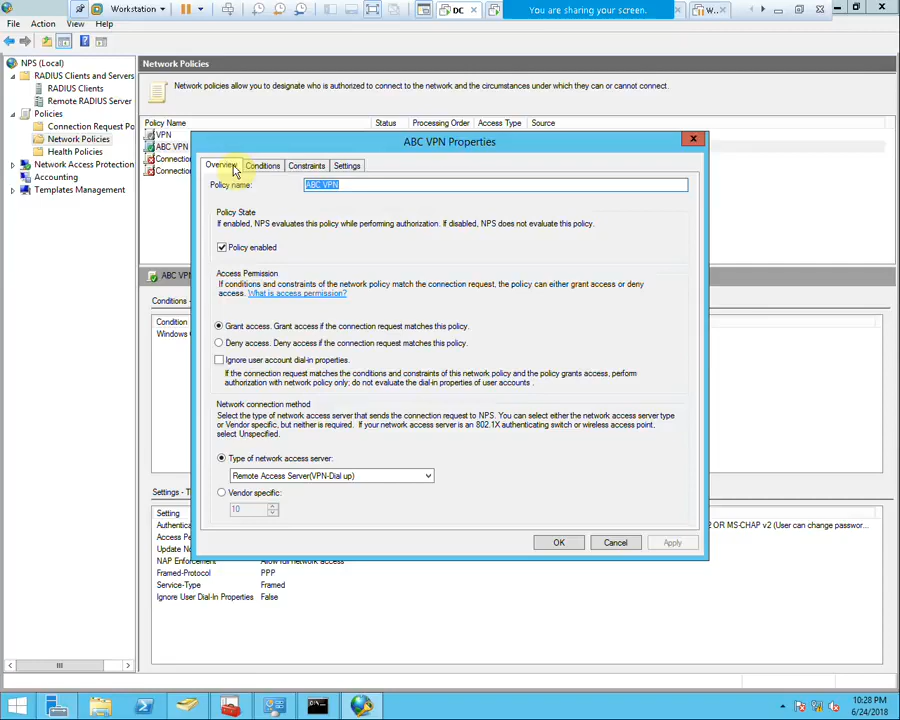 Workstation
DC
You are sharing your screen.
W...
File Action View Help
NPS (Local)
RADIUS Clients and Servers
RADIUS Clients
Remote RADIUS Server
Policies
Connection Request Po
Network Policies
Health Policies
Network Access Protection
Accounting
Templates Management
Network Policies
Network policies allow you to designate who is authorized to connect to the network and the circumstances under which they can or cannot connect.
Policy Name Status Processing Order Access Type Source
VPN
ABC VPN
Connectio
Connectio
ABC VPN
Conditions -
Condition
Windows
Settings - T
Setting
Authentica
2 OR MS-CHAP v2 (User can change passwor...
Access Pe
Update No
NAP Enforcement Allow full network access
Framed-Protocol PPP
Service-Type Framed
Ignore User Dial-In Properties False
ABC VPN Properties
Overview Conditions Constraints Settings
Policy name: ABC VPN
Policy State
If enabled, NPS evaluates this policy while performing authorization. If disabled, NPS does not evaluate this policy.
Policy enabled
Access Permission
If conditions and constraints of the network policy match the connection request, the policy can either grant access or deny
access. What is access permission?
Grant access. Grant access if the connection request matches this policy.
Deny access. Deny access if the connection request matches this policy.
Ignore user account dial-in properties.
If the connection request matches the conditions and constraints of this network policy and the policy grants access, perform
authorization with network policy only; do not evaluate the dial-in properties of user accounts .
Network connection method
Select the type of network access server that sends the connection request to NPS. You can select either the network access server type
or Vendor specific, but neither is required. If your network access server is an 802.1X authenticating switch or wireless access point,
select Unspecified.
Type of network access server:
Remote Access Server(VPN-Dial up)
Vendor specific:
10
OK Cancel Apply
10:28 PM
6/24/2018